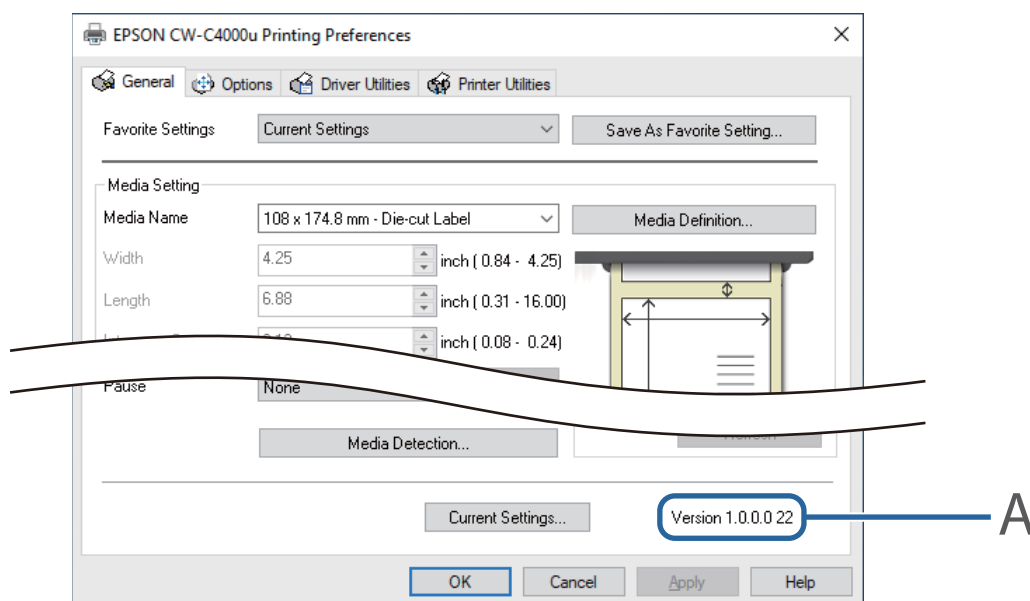 EPSON CW-C4000u Printing Preferences
General Options Driver Utilities Printer Utilities
Favorite Settings Current Settings Save As Favorite Setting...
Media Setting
Media Name 108 x 174.8 mm - Die-cut Label Media Definition...
Width 4.25 inch ( 0.84 - 4.25)
Length 6.88 inch ( 0.31 - 16.00)
inch ( 0.08 - 0.24)
Pause None
Media Detection...
Current Settings... Version 1.0.0.0 22 A
OK Cancel Apply Help